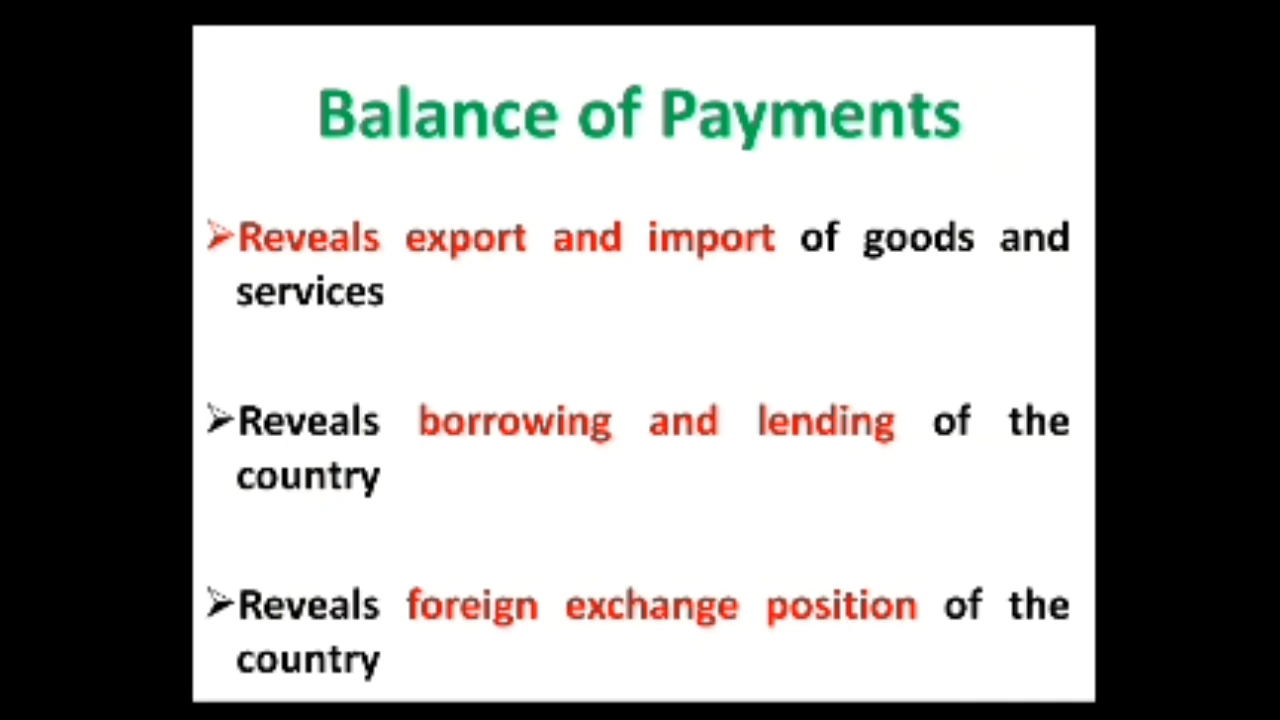 Balance of Payments
➢Reveals export and import of goods and
services
➢Reveals borrowing and lending of the
country
➢Reveals foreign exchange position of the
country